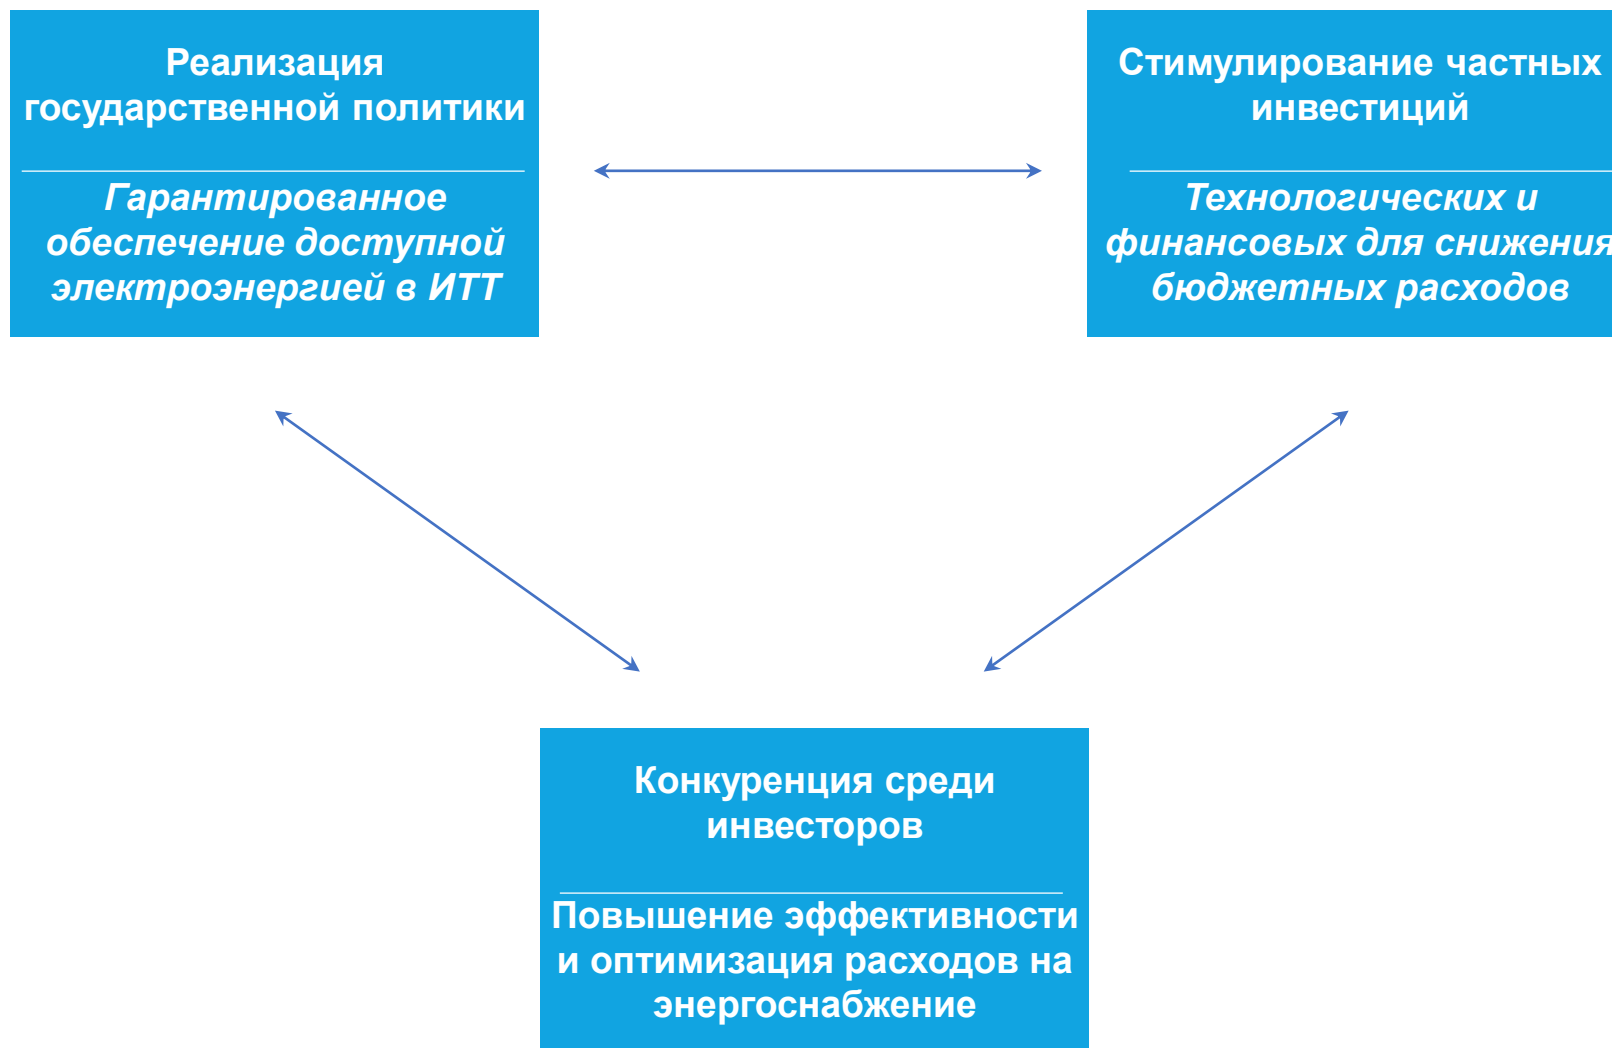 Реализация
государственной политики
Гарантированное
обеспечение доступной
электроэнергией в ИТТ
Стимулирование частных
инвестиций
Технологических и
финансовых для снижения
бюджетных расходов
Конкуренция среди
инвесторов
Повышение эффективности
и оптимизация расходов на
энергоснабжение